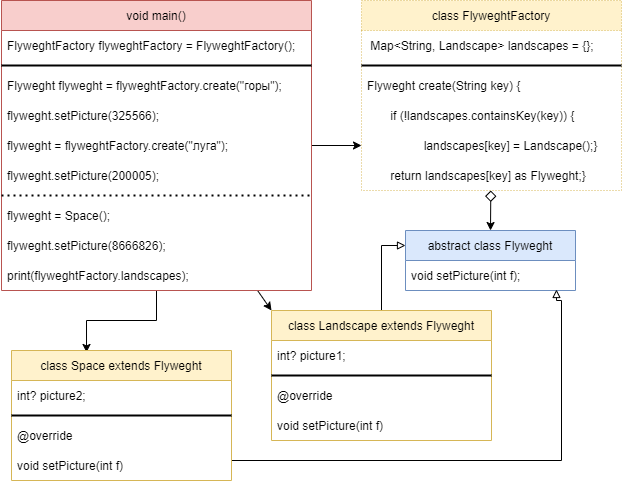 void main()
FlyweghtFactory flyweghtFactory = FlyweghtFactory();
Flyweght flyweght = flyweghtFactory.create("горы");
flyweght.setPicture(325566);
flyweght = flyweghtFactory.create("луга");
flyweght.setPicture(200005);
flyweght = Space();
flyweght.setPicture(8666826);
print(flyweghtFactory.landscapes);
class FlyweghtFactory
Map<String, Landscape> landscapes = {};
Flyweght create(String key) {
if (!landscapes.containsKey(key)) {
landscapes[key] = Landscape();}
return landscapes[key] as Flyweght;}
abstract class Flyweght
void setPicture(int f);
class Landscape extends Flyweght
int? picture1;
@override
void setPicture(int f)
class Space extends Flyweght
int? picture2;
@override
void setPicture(int f)